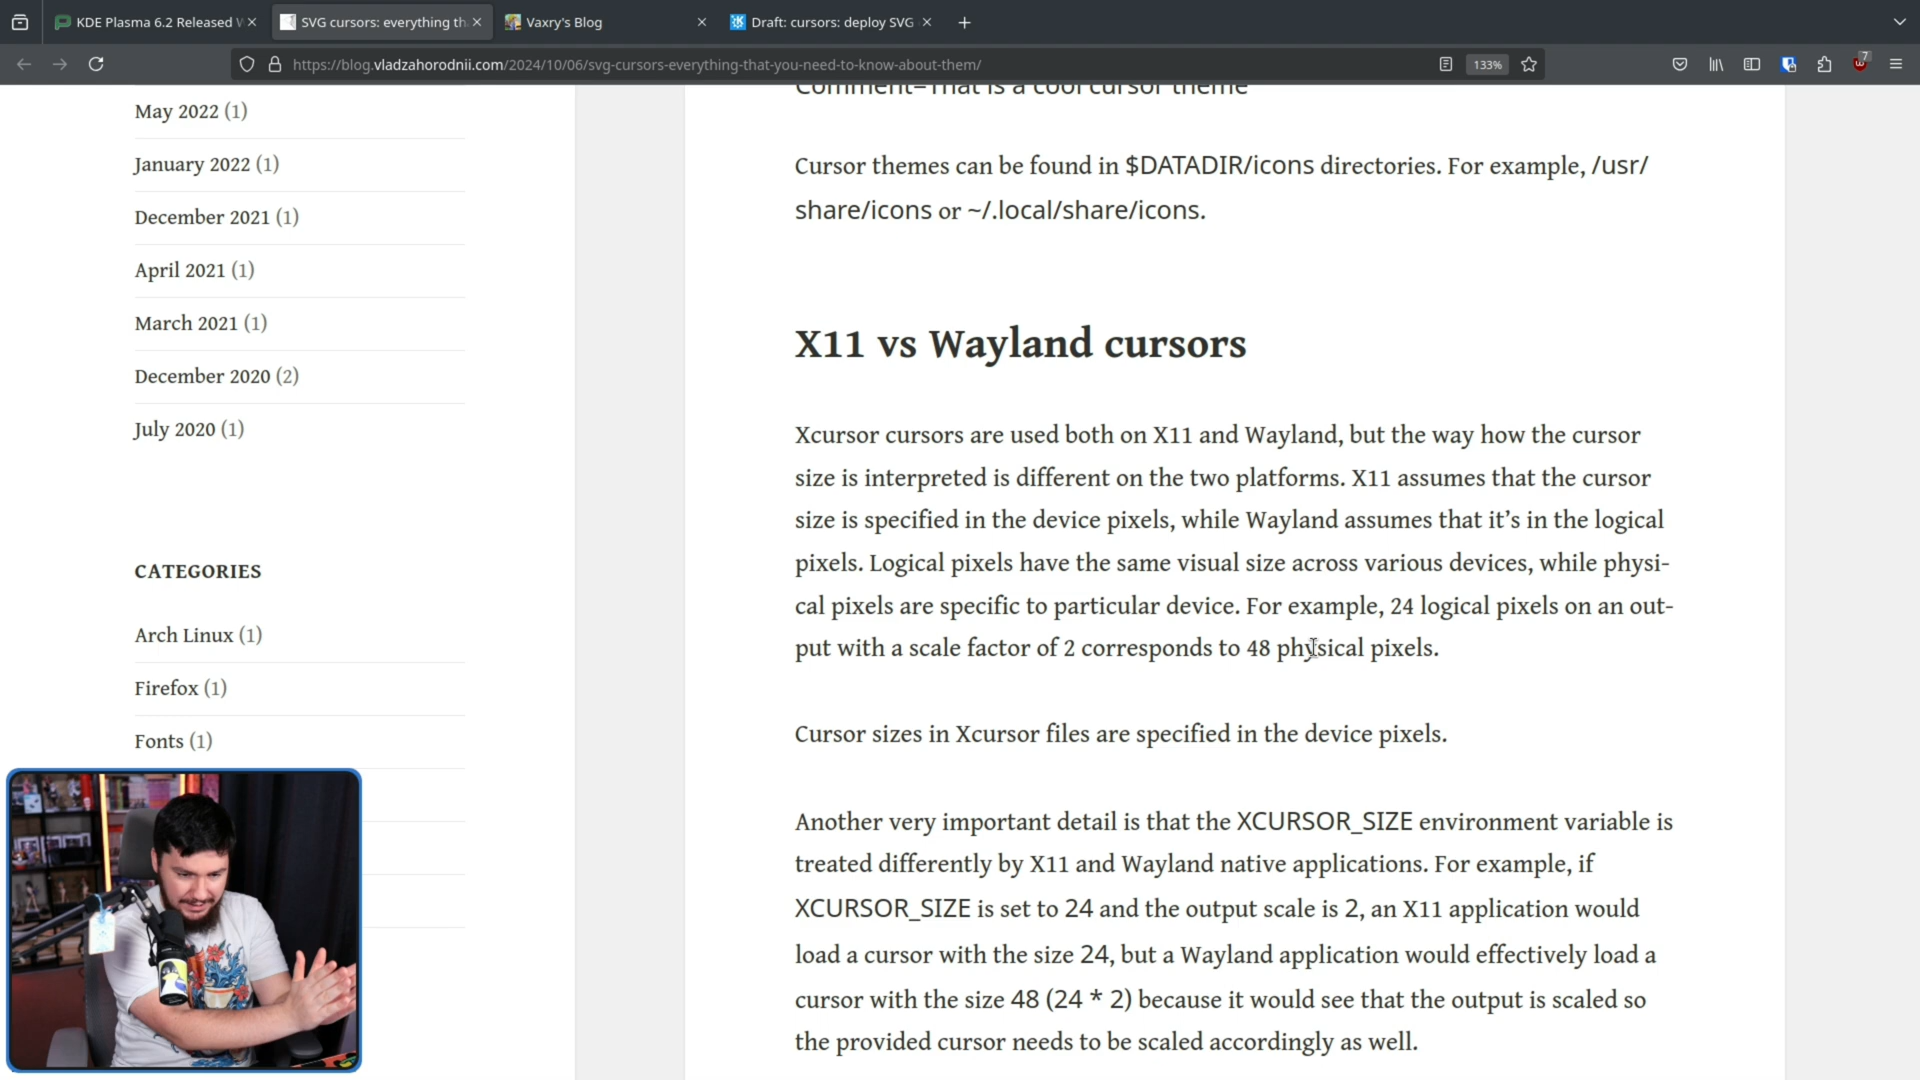 KDE Plasma 6.2 Released
SVG cursors: everything th
Vaxry's Blog
Draft: cursors: deploy SVG
https://blog.vladzahorodnii.com/2024/10/06/svg-cursors-everything-that-you-need-to-know-about-them/
133%
7
May 2022 (1)
January 2022 (1)
December 2021 (1)
April 2021 (1)
March 2021 (1)
December 2020 (2)
July 2020 (1)
CATEGORIES
Arch Linux (1)
Firefox (1)
Fonts (1)
Comment=That is a cool cursor theme
Cursor themes can be found in $DATADIR/icons directories. For example, /usr/
share/icons or ~/.local/share/icons.
X11 vs Wayland cursors
Xcursor cursors are used both on X11 and Wayland, but the way how the cursor
size is interpreted is different on the two platforms. X11 assumes that the cursor
size is specified in the device pixels, while Wayland assumes that it’s in the logical
pixels. Logical pixels have the same visual size across various devices, while physi-
cal pixels are specific to particular device. For example, 24 logical pixels on an out-
put with a scale factor of 2 corresponds to 48 physical pixels.
Cursor sizes in Xcursor files are specified in the device pixels.
Another very important detail is that the XCURSOR_SIZE environment variable is
treated differently by X11 and Wayland native applications. For example, if
XCURSOR_SIZE is set to 24 and the output scale is 2, an X11 application would
load a cursor with the size 24, but a Wayland application would effectively load a
cursor with the size 48 (24 * 2) because it would see that the output is scaled so
the provided cursor needs to be scaled accordingly as well.